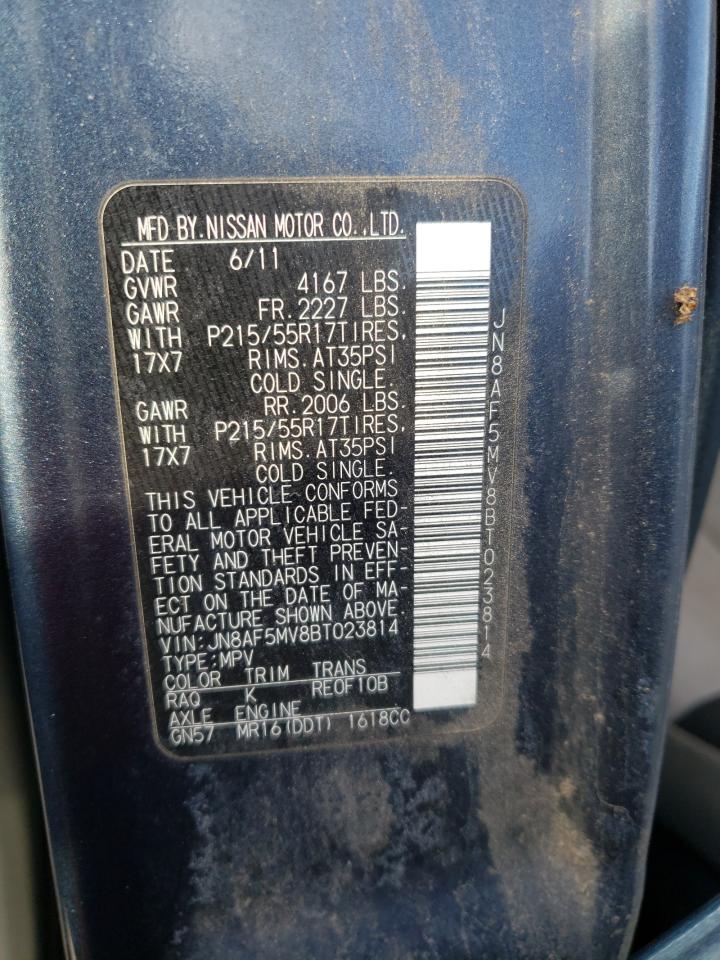 MFD BY.NISSAN MOTOR CO.,LTD.
DATE 6/11
GVWR 4167 LBS.
GAWR FR.2227 LBS.
WITH P215/55R17TIRES,
17X7 RIMS.AT35PSI
COLD SINGLE.
GAWR RR.2006 LBS.
WITH P215/55R17TIRES,
17X7 RIMS.AT35PSI
COLD SINGLE.
THIS VEHICLE CONFORMS
TO ALL APPLICABLE FED-
ERAL MOTOR VEHICLE SA-
FETY AND THEFT PREVEN-
TION STANDARDS IN EFF-
ECT ON THE DATE OF MA-
NUFACTURE SHOWN ABOVE
VIN:JN8AF5MV8BT023814
TYPE:MPV
COLOR TRIM TRANS
RAQ K RE0F10B
AXLE ENGINE
GN57 MR16(DDT) 1618CC
JN8AF5MV8BT023814